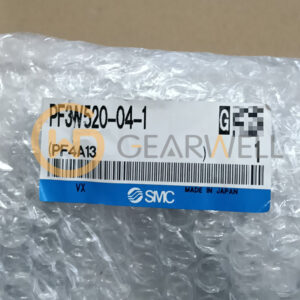 PF3W520-04-1
(PF4A13 ) 1
VX SMC MADE IN JAPAN
GEARWELL